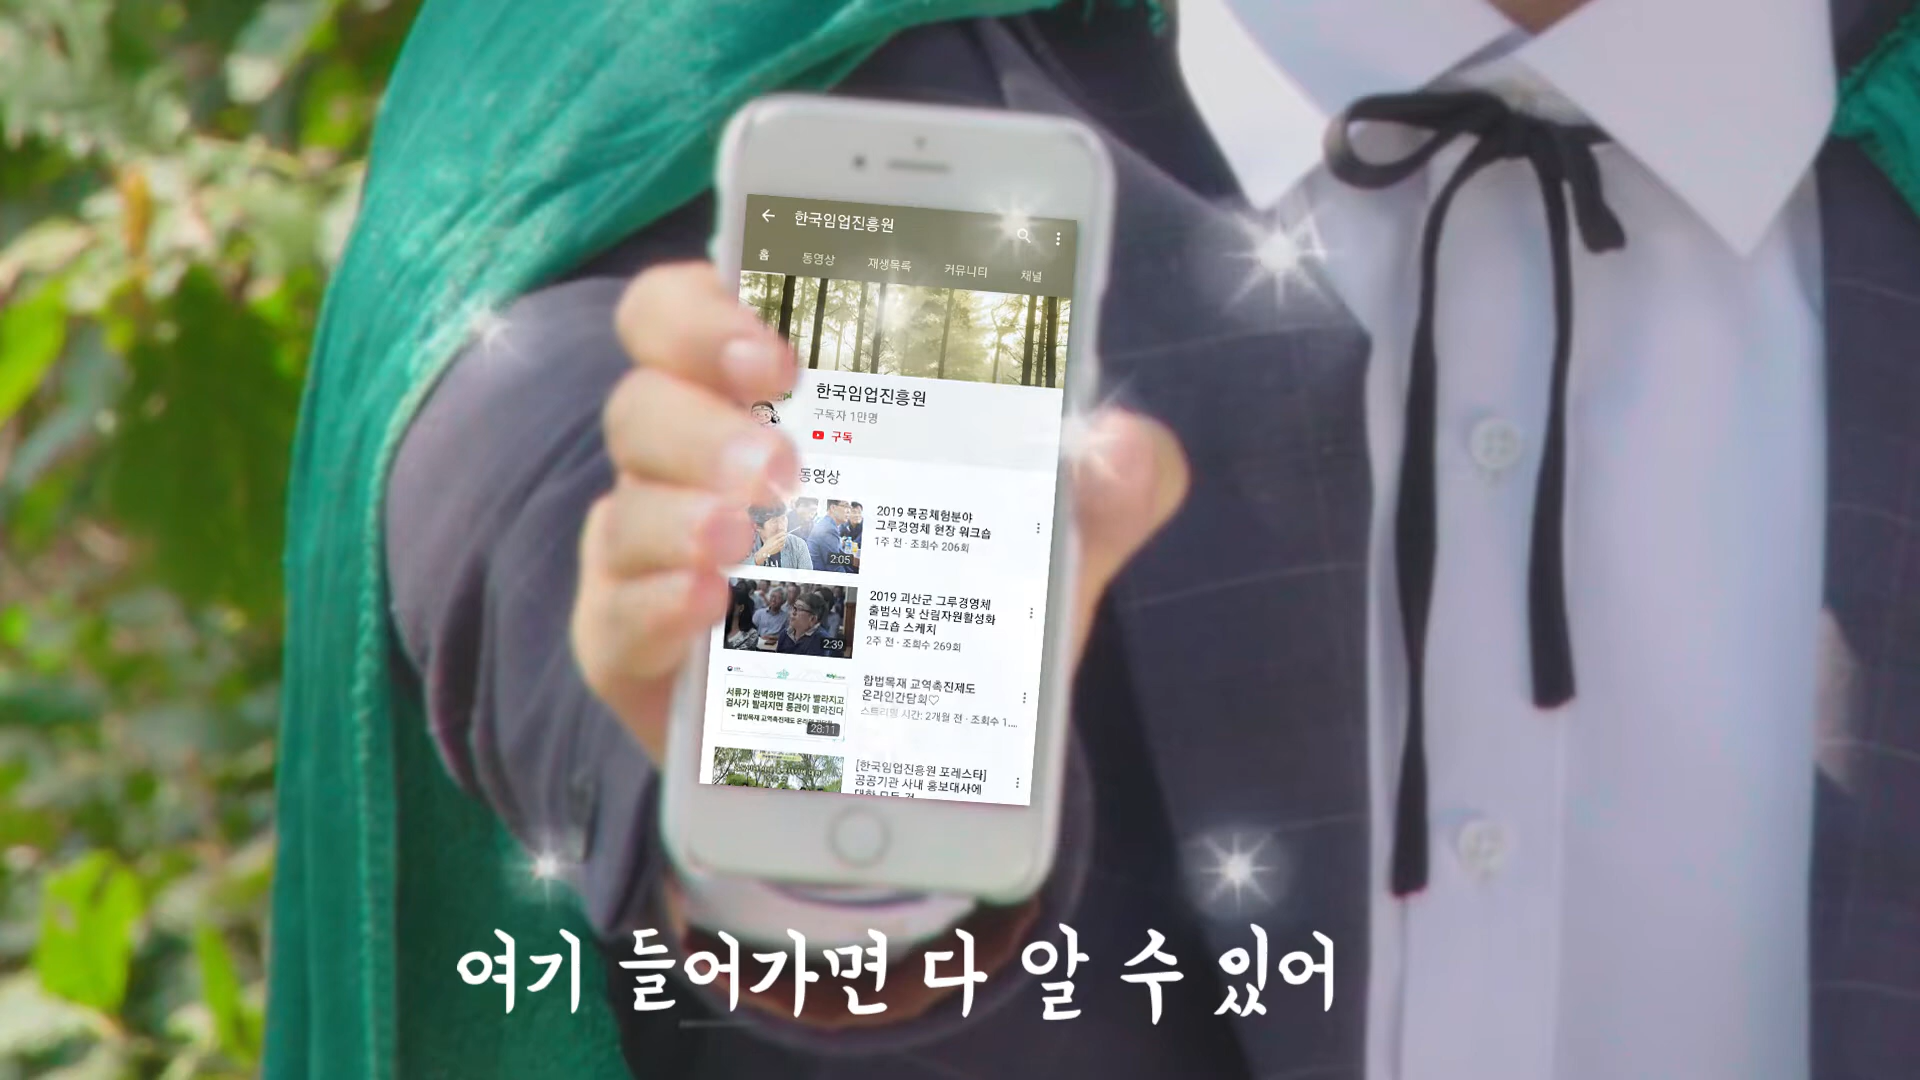 한국임업진흥원
홈 동영상 재생목록 커뮤니티 채널
한국임업진흥원
구독자 1만명
구독
동영상
2019 목공체험분야
그루경영체 현장 워크숍
1주 전 · 조회수 206회
2:05
2019 괴산군 그루경영체
출범식 및 산림자원활성화
워크숍 스케치
2주 전 · 조회수 269회
2:39
서류가 완벽하면 검사가 빨라지고
검사가 빨라지면 통관이 빨라진다
28:11
합법목재 교역촉진제도
온라인간담회♡
스트리밍 시간: 2개월 전 · 조회수 1....
[한국임업진흥원 포레스타]
공공기관 사내 홍보대사에
여기 들어가면 다 알 수 있어